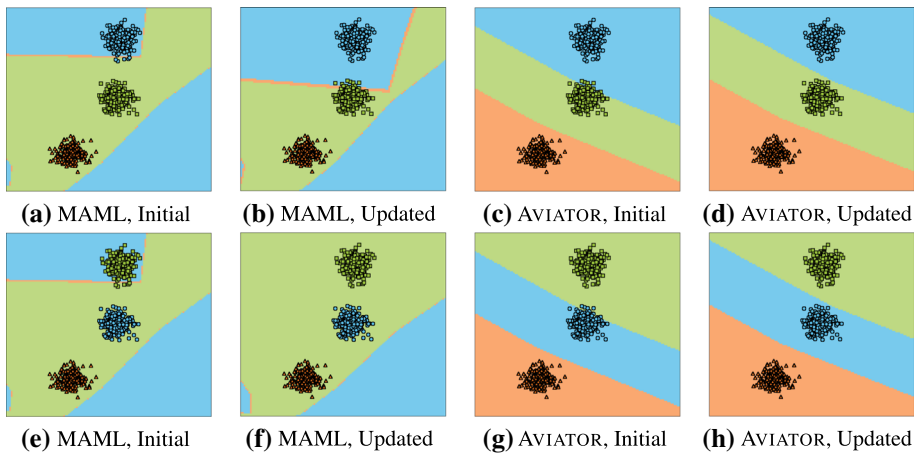 (a) MAML, Initial
(b) MAML, Updated
(c) AVIATOR, Initial
(d) AVIATOR, Updated
(e) MAML, Initial
(f) MAML, Updated
(g) AVIATOR, Initial
(h) AVIATOR, Updated